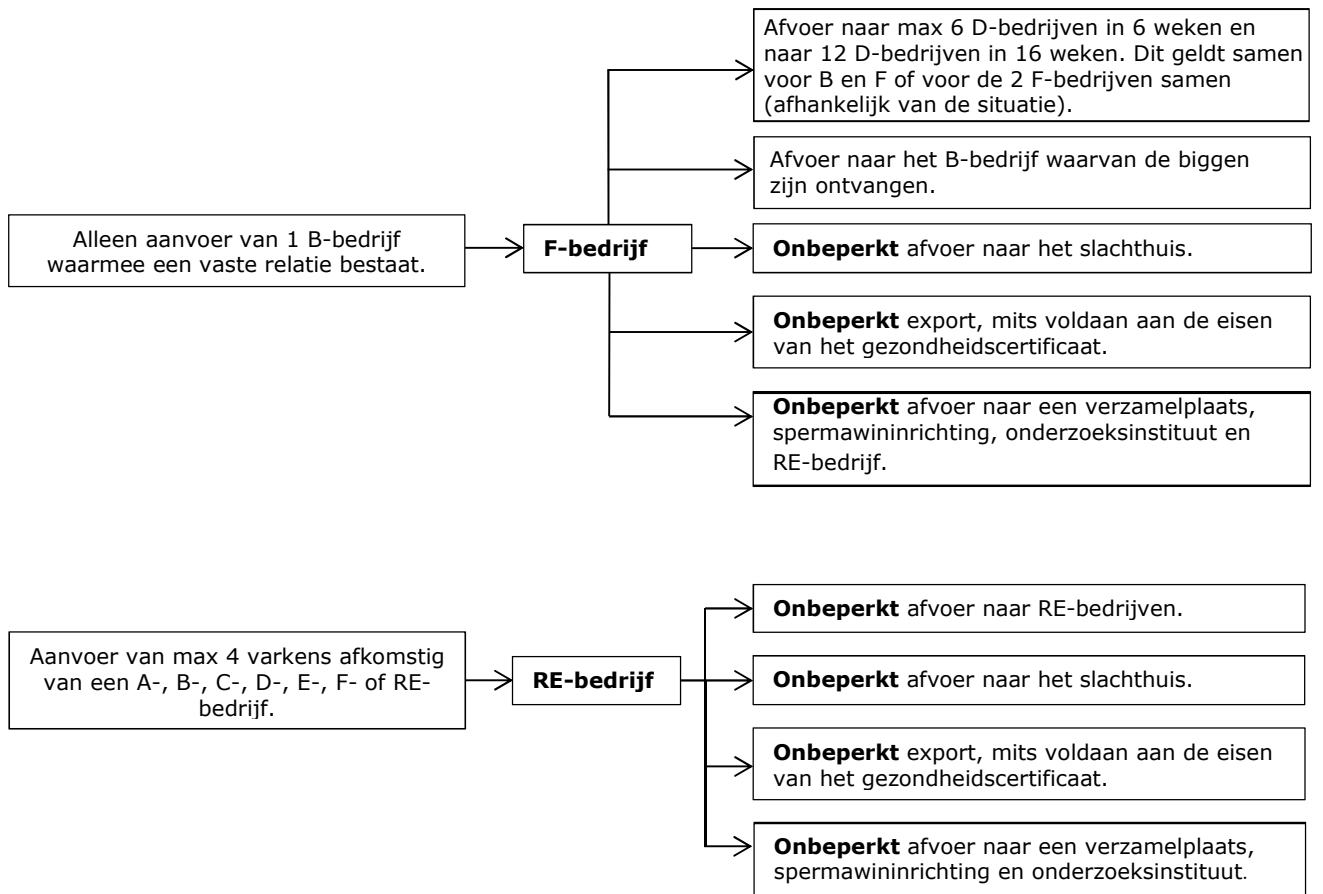 Afvoer naar max 6 D-bedrijven in 6 weken en
naar 12 D-bedrijven in 16 weken. Dit geldt samen
voor B en F of voor de 2 F-bedrijven samen
(afhankelijk van de situatie).
Afvoer naar het B-bedrijf waarvan de biggen
zijn ontvangen.
Alleen aanvoer van 1 B-bedrijf
waarmee een vaste relatie bestaat.
F-bedrijf
Onbeperkt afvoer naar het slachthuis.
Onbeperkt export, mits voldaan aan de eisen
van het gezondheidscertificaat.
Onbeperkt afvoer naar een verzamelplaats,
spermawininrichting, onderzoeksinstituut en
RE-bedrijf.
Onbeperkt afvoer naar RE-bedrijven.
Aanvoer van max 4 varkens afkomstig
van een A-, B-, C-, D-, E-, F- of RE-
bedrijf.
RE-bedrijf
Onbeperkt afvoer naar het slachthuis.
Onbeperkt export, mits voldaan aan de eisen
van het gezondheidscertificaat.
Onbeperkt afvoer naar een verzamelplaats,
spermawininrichting en onderzoeksinstituut.